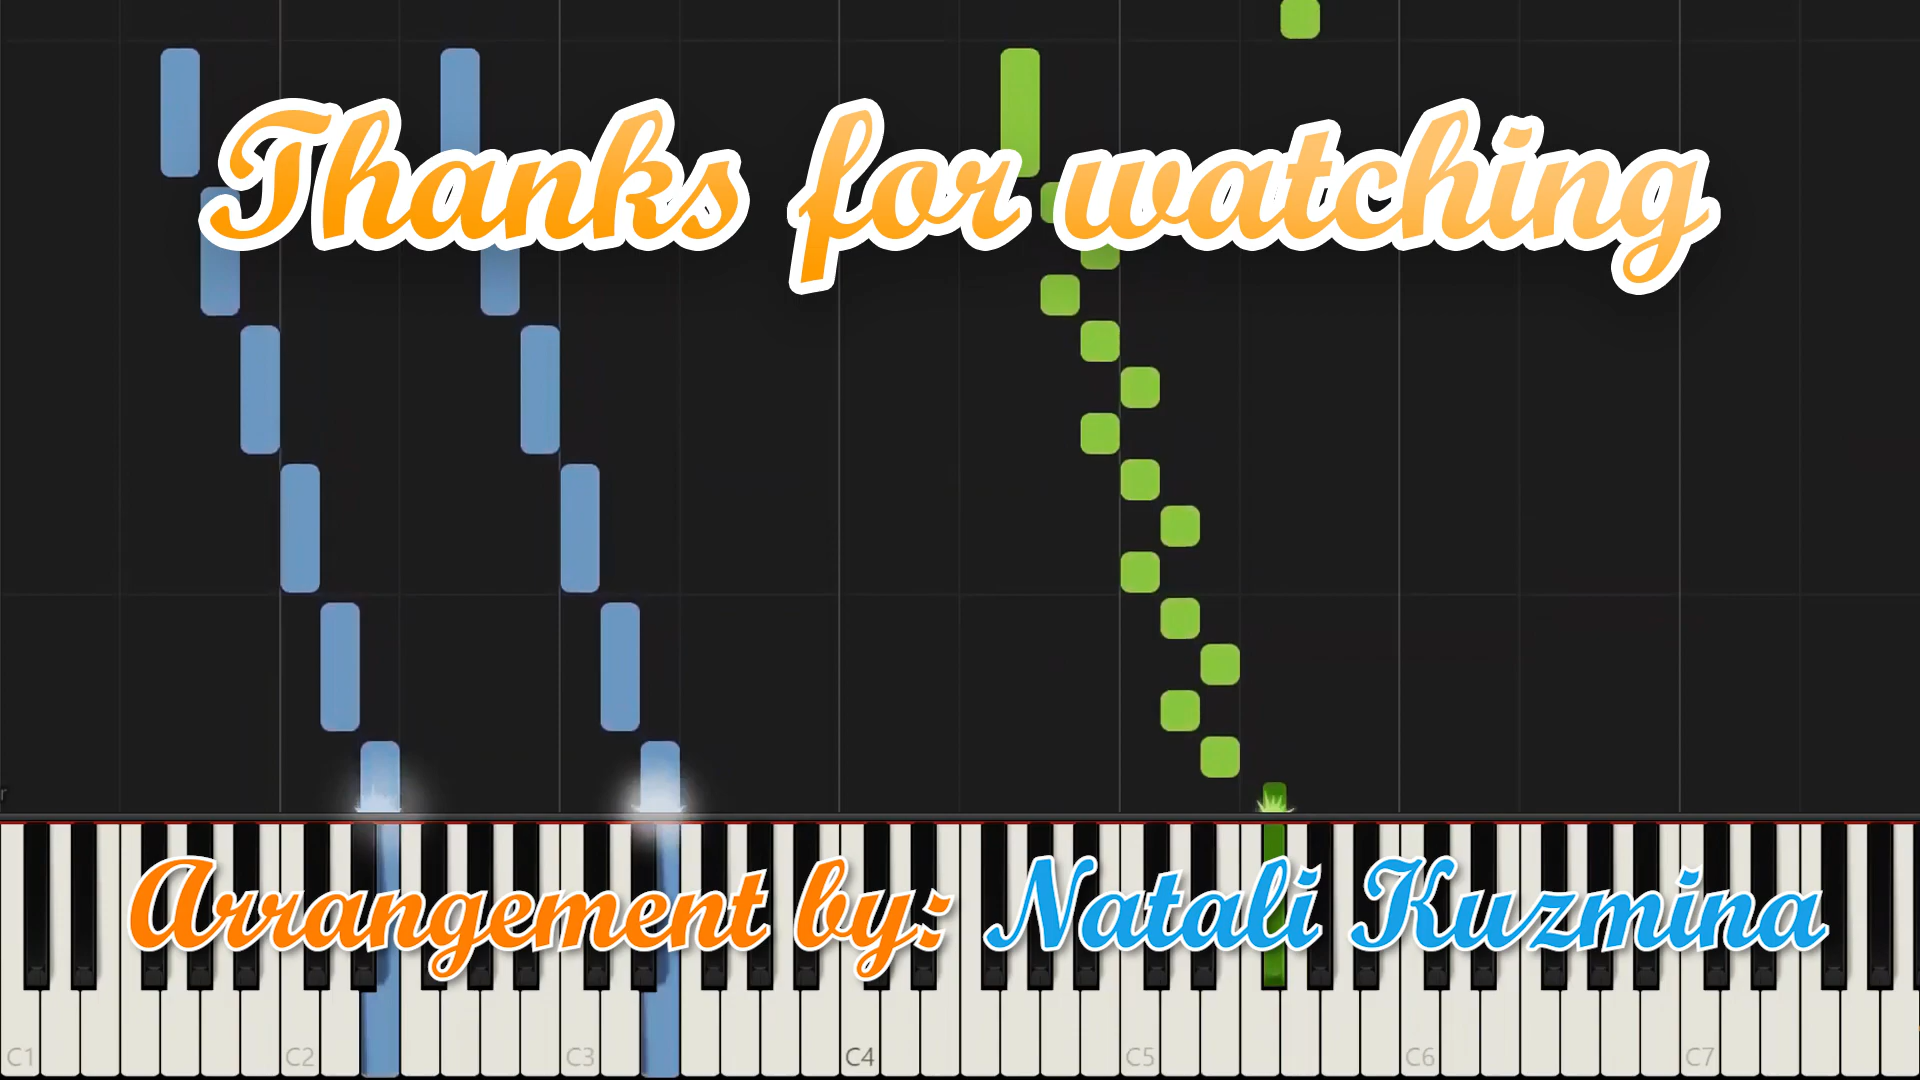 Thanks for watching
r
Arrangement by: Natali Kuzmina
C1 C2 C3 C4 C5 C6 C7